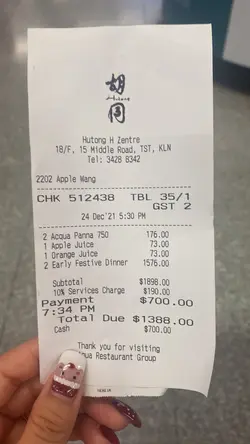 胡
Hutong
同
Hutong H Zentre
18/F, 15 Middle Road, TST, KLN
Tel: 3428 8342
2202 Apple Wang
CHK 512438 TBL 35/1
GST 2
24 Dec'21 5:30 PM
2 Acqua Panna 750 176.00
1 Apple Juice 73.00
1 Orange Juice 73.00
2 Early Festive Dinner 1576.00
Subtotal $1898.00
10% Services Charge $190.00
Payment $700.00
7:34 PM
Total Due $1388.00
Cash $700.00
Thank you for visiting
qua Restaurant Group